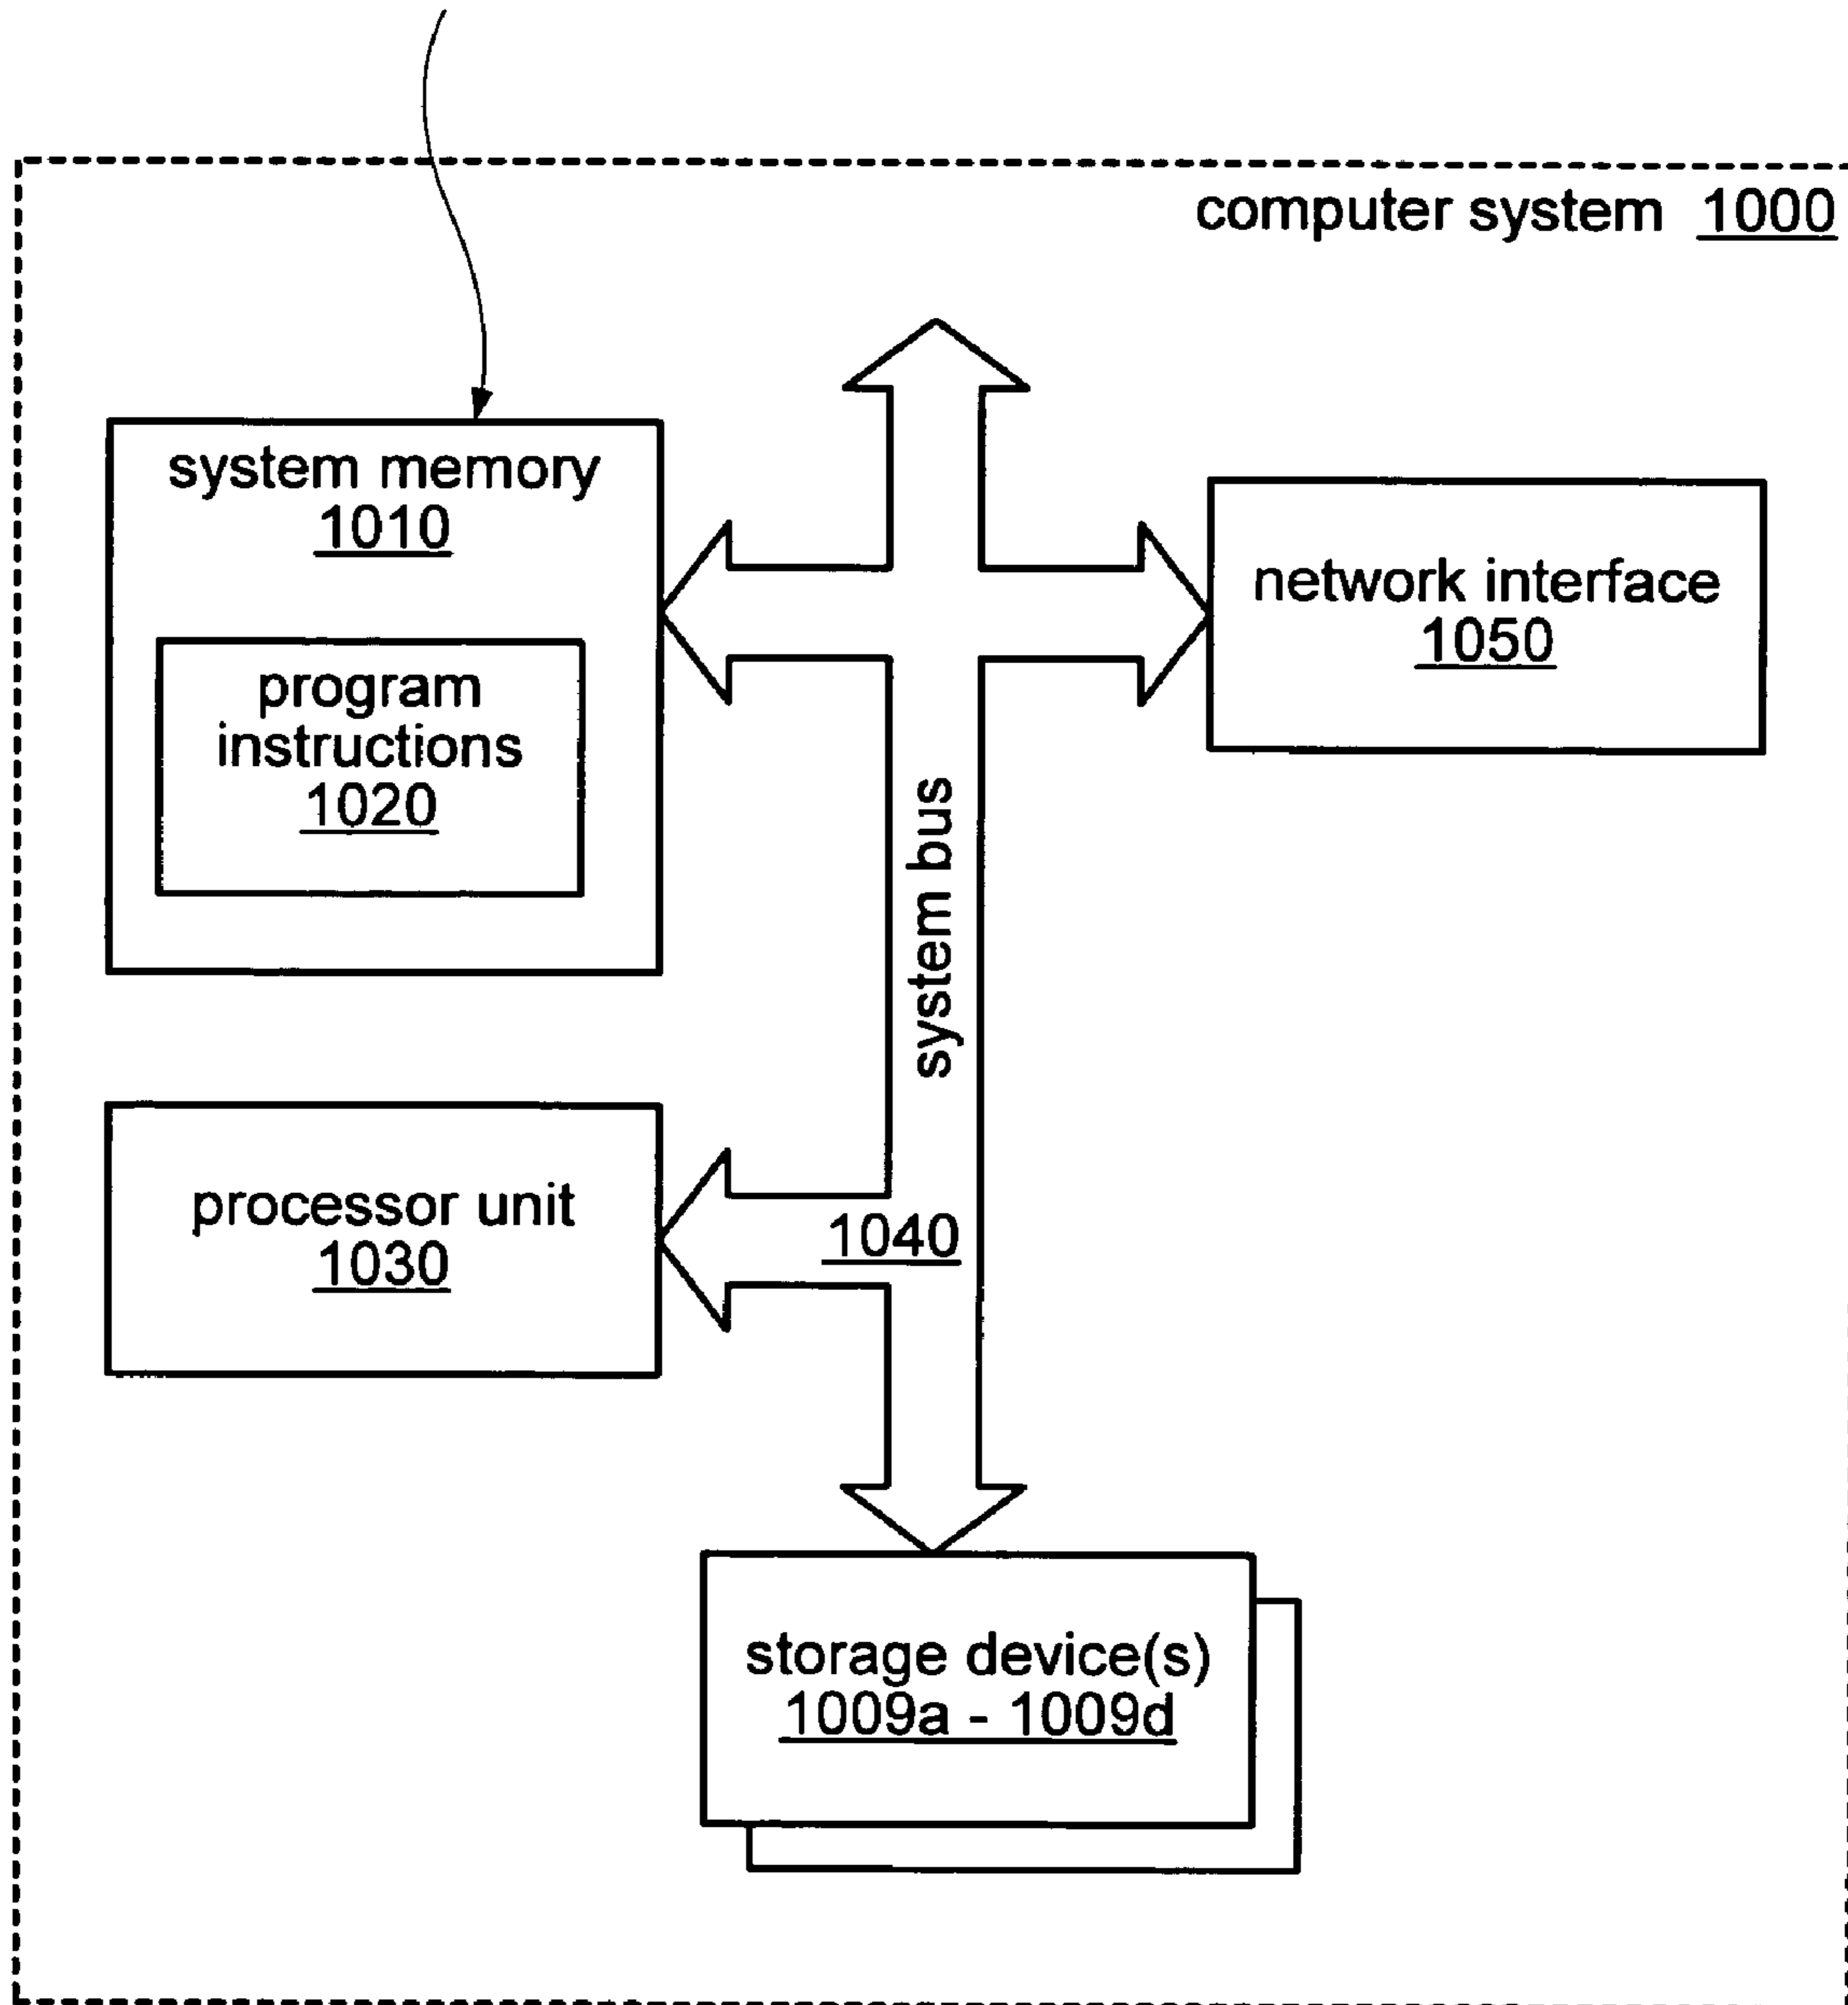 computer system 1000
system memory
1010
program
instructions
1020
network interface
1050
system bus
processor unit
1030
1040
storage device(s)
1009a - 1009d